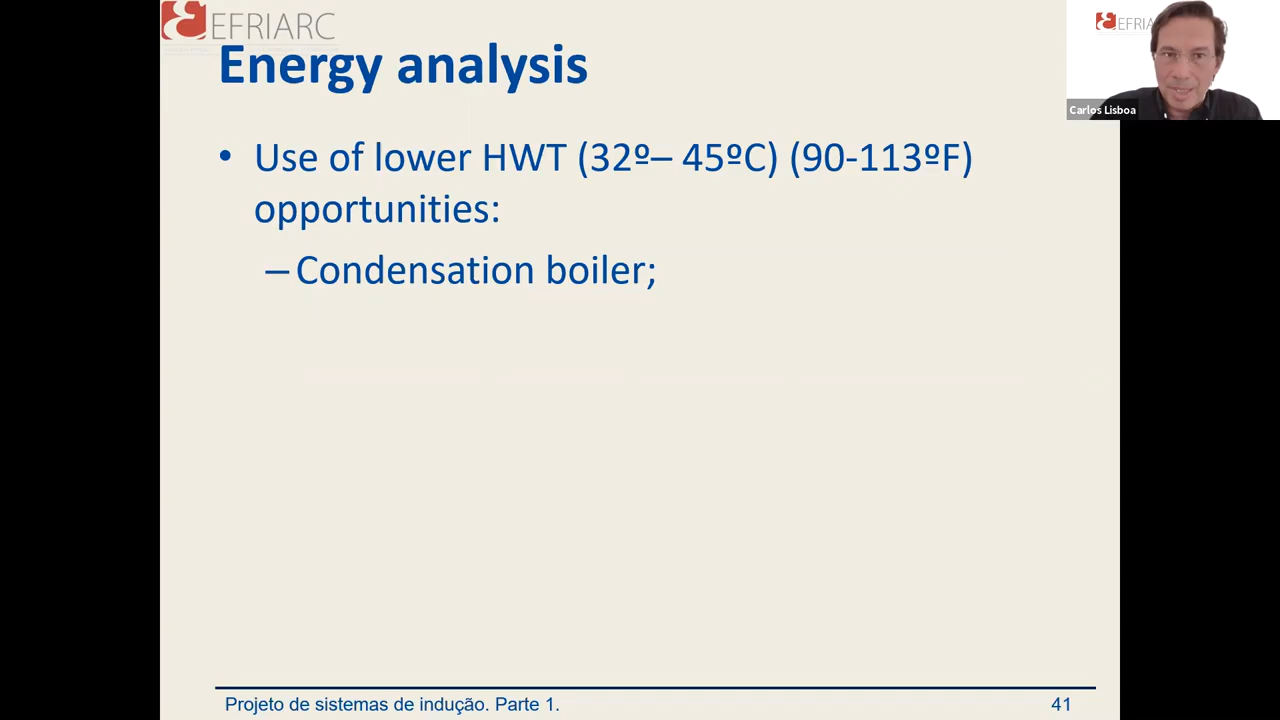 EFRIARC
Energy analysis
EFRIA
Carlos Lisboa
• Use of lower HWT (32º– 45ºC) (90-113ºF)
opportunities:
– Condensation boiler;
Projeto de sistemas de indução. Parte 1.
41